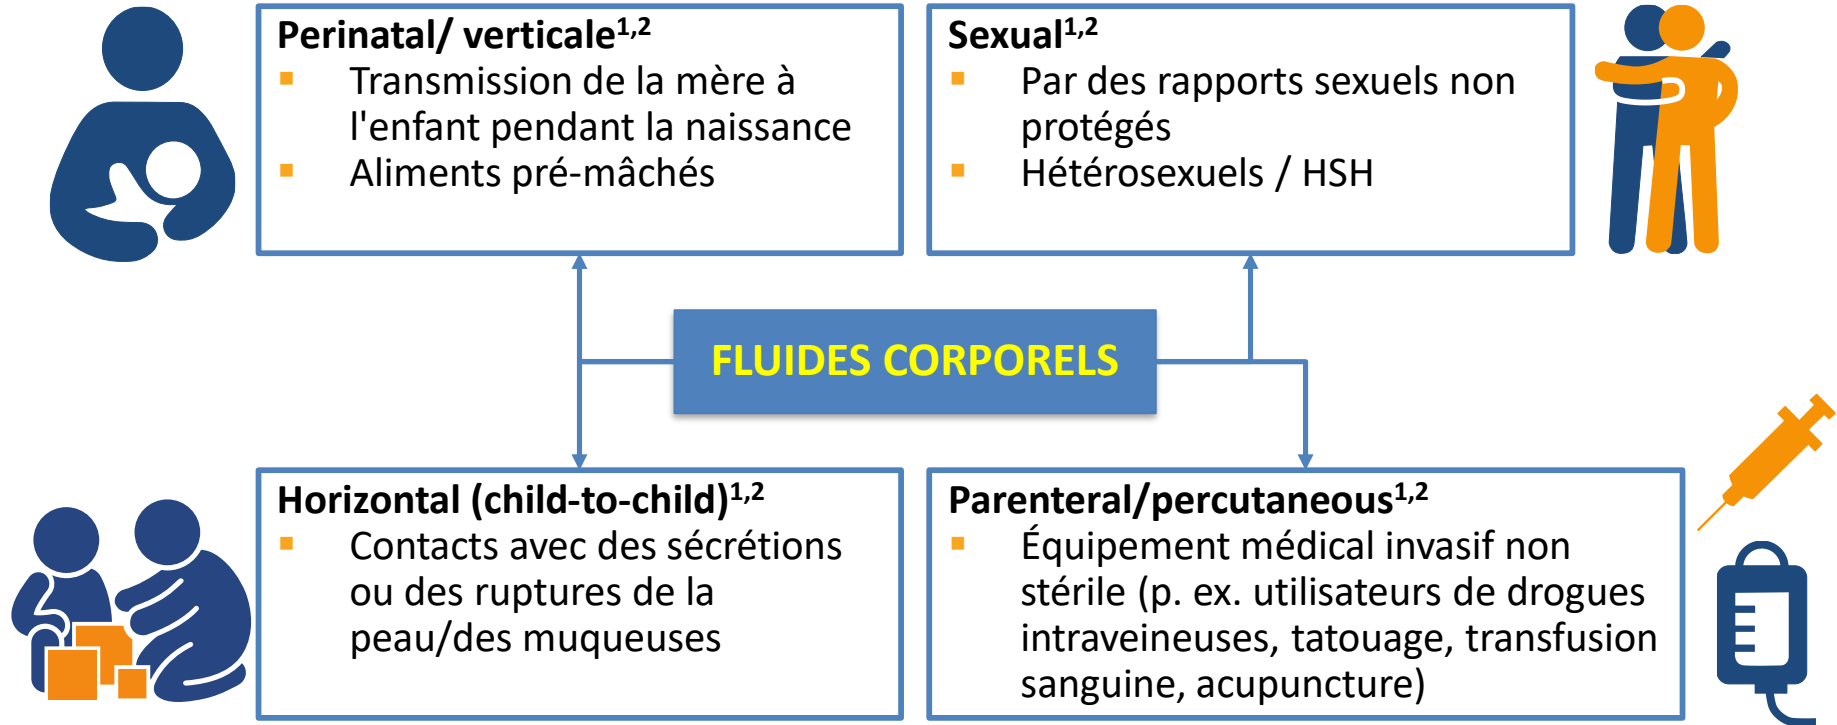 Perinatal/ verticale1,2
▪ Transmission de la mère à
l'enfant pendant la naissance
▪ Aliments pré-mâchés
Sexual1,2
▪ Par des rapports sexuels non
protégés
▪ Hétérosexuels / HSH
FLUIDES CORPORELS
Horizontal (child-to-child)1,2
▪ Contacts avec des sécrétions
ou des ruptures de la
peau/des muqueuses
Parenteral/percutaneous1,2
▪ Équipement médical invasif non
stérile (p. ex. utilisateurs de drogues
intraveineuses, tatouage, transfusion
sanguine, acupuncture)